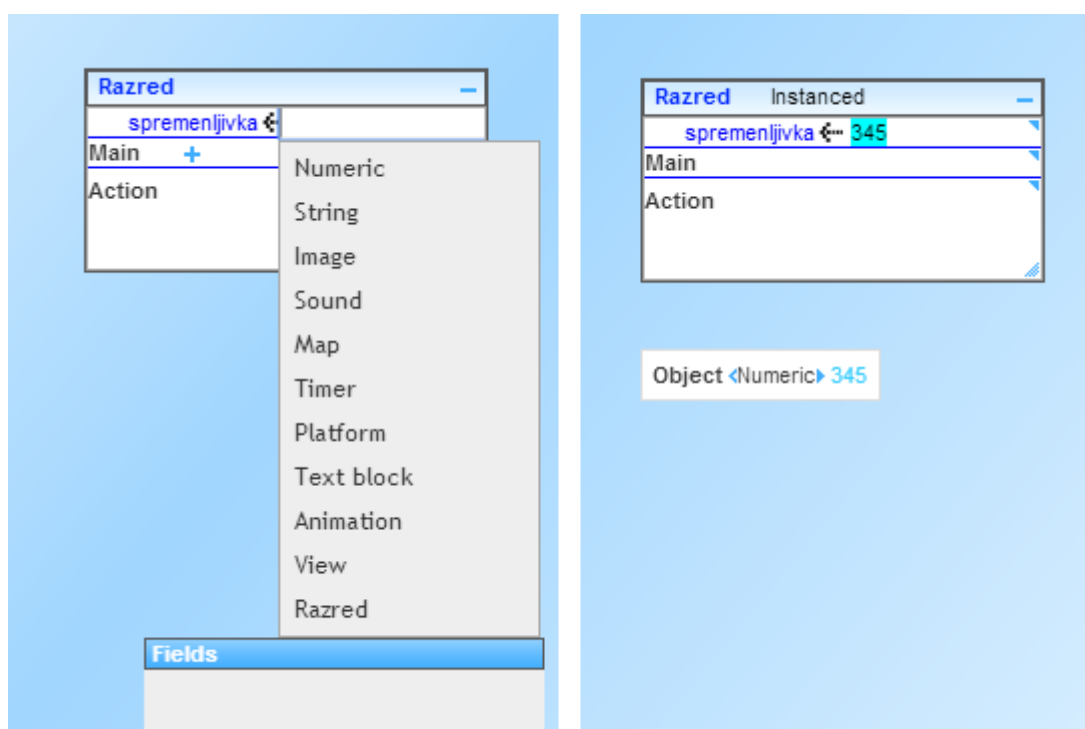 Razred
spremenljivka
Main +
Action
Numeric
String
Image
Sound
Map
Timer
Platform
Text block
Animation
View
Razred
Fields
Razred Instanced
spremenljivka 345
Main
Action
Object Numeric 345